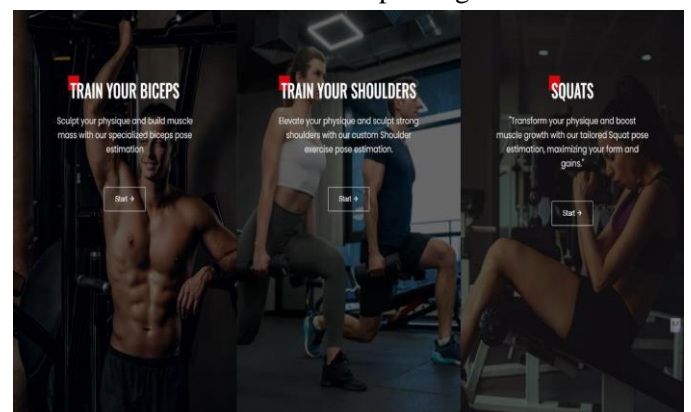 TRAIN YOUR BICEPS
Sculpt your physique and build muscle
mass with our specialized biceps pose
estimation
Start →
TRAIN YOUR SHOULDERS
Elevate your physique and sculpt strong
shoulders with our custom Shoulder
exercise pose estimation.
Start →
SQUATS
"Transform your physique and boost
muscle growth with our tailored Squat pose
estimation, maximizing your form and
gains."
Start →